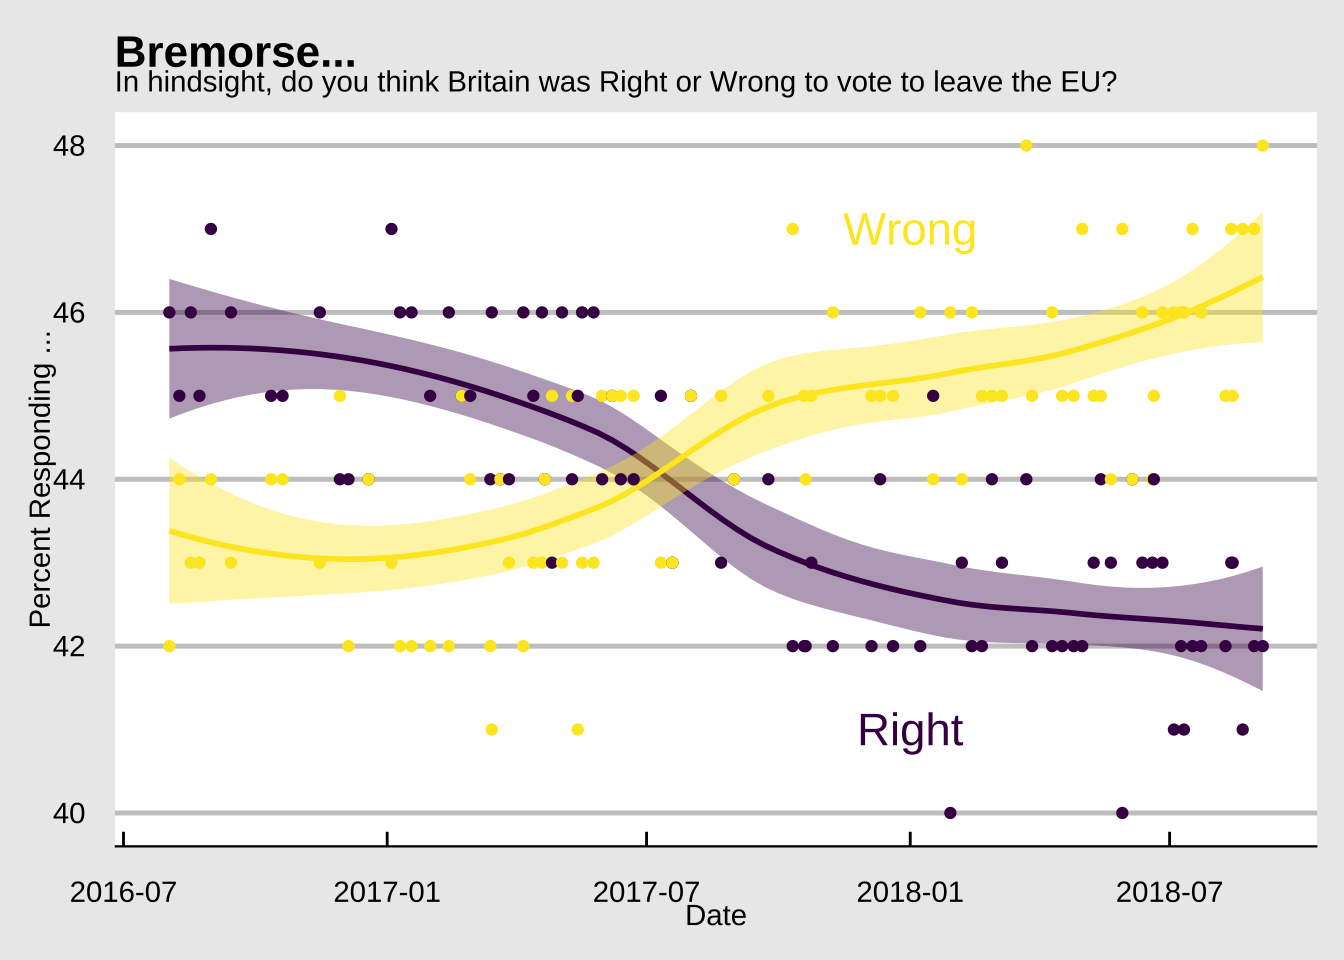 Bremorse...
In hindsight, do you think Britain was Right or Wrong to vote to leave the EU?
48
46
44
42
40
Percent Responding ...
Wrong
Right
2016-07 2017-01 2017-07 2018-01 2018-07
Date